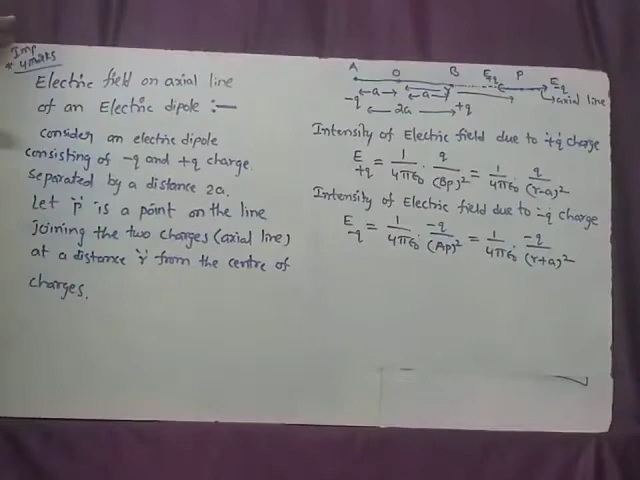 Imp
* 4 marks
Electric field on axial line
of an Electric dipole :—
consider an electric dipole
consisting of -q and +q charge
separated by a distance 2a.
Let 'p' is a point on the line
joining the two charges (axial line)
at a distance 'r' from the centre of
charges.
A O B E+q P E-q
a a axial line
-q 2a +q
Intensity of Electric field due to +q charge
E+q = 1/4πε₀ · q/(Bp)² = 1/4πε₀ · q/(r-a)²
Intensity of Electric field due to -q charge
E-q = 1/4πε₀ · -q/(Ap)² = 1/4πε₀ · -q/(r+a)²